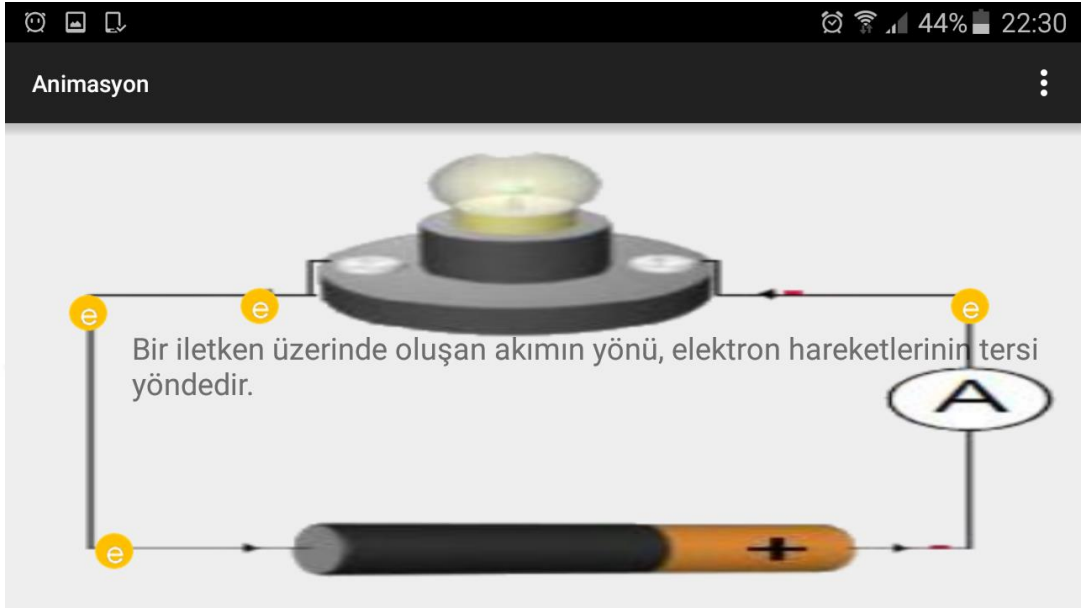 44% 22:30
Animasyon
e
e
e
Bir iletken üzerinde oluşan akımın yönü, elektron hareketlerinin tersi
yöndedir.
A
e
+